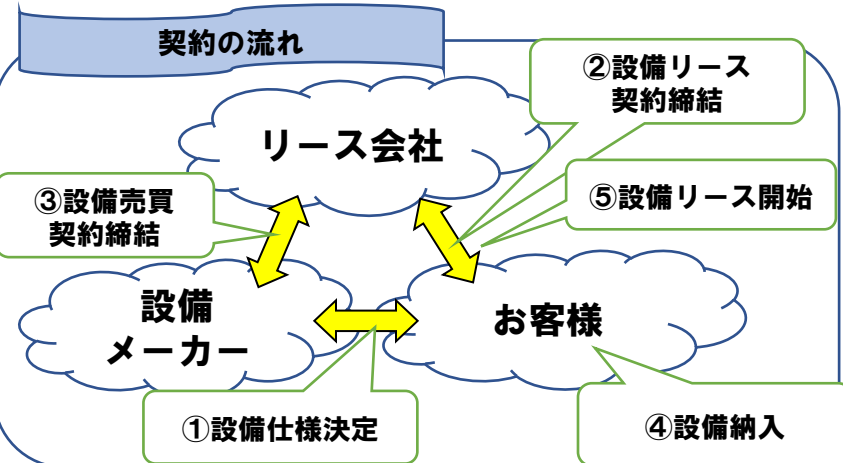 契約の流れ
②設備リース
契約締結
リース会社
③設備売買
契約締結
⑤設備リース開始
設備
メーカー
お客様
①設備仕様決定
④設備納入